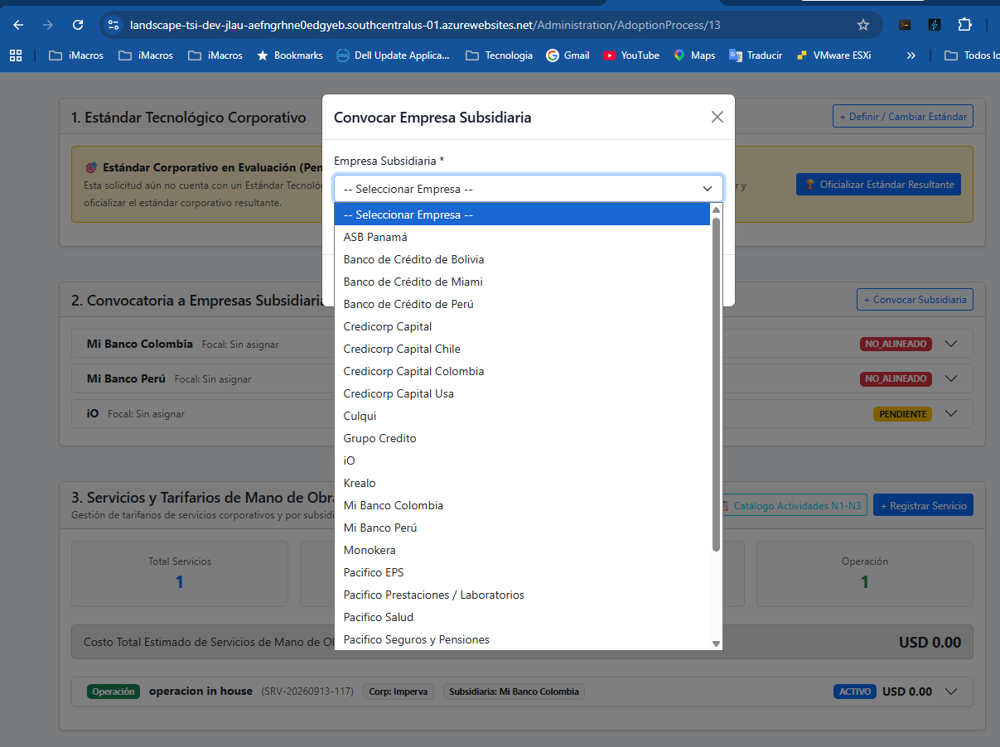 landscape-tsi-dev-jlau-aefngrhne0edgyeb.southcentralus-01.azurewebsites.net/Administration/AdoptionProcess/13
iMacros iMacros iMacros Bookmarks Dell Update Applica... Tecnologia Gmail YouTube Maps Traducir VMware ESXi » Todos lo
1. Estándar Tecnológico Corporativo
+ Definir / Cambiar Estándar
Estándar Corporativo en Evaluación (Pen
Esta solicitud aún no cuenta con un Estándar Tecnoló
r y
oficializar el estándar corporativo resultante.
Oficializar Estándar Resultante
Convocar Empresa Subsidiaria
Empresa Subsidiaria *
-- Seleccionar Empresa --
-- Seleccionar Empresa --
ASB Panamá
Banco de Crédito de Bolivia
Banco de Crédito de Miami
Banco de Crédito de Perú
Credicorp Capital
Credicorp Capital Chile
Credicorp Capital Colombia
Credicorp Capital Usa
Culqui
Grupo Credito
iO
Krealo
Mi Banco Colombia
Mi Banco Perú
Monokera
Pacifico EPS
Pacifico Prestaciones / Laboratorios
Pacifico Salud
Pacifico Seguros y Pensiones
2. Convocatoria a Empresas Subsidiaria
+ Convocar Subsidiaria
Mi Banco Colombia Focal: Sin asignar NO_ALINEADO
Mi Banco Perú Focal: Sin asignar NO_ALINEADO
iO Focal: Sin asignar PENDIENTE
3. Servicios y Tarifarios de Mano de Obra
Gestión de tarifarios de servicios corporativos y por subsidi
Catálogo Actividades N1-N3
+ Registrar Servicio
Total Servicios
1
Operación
1
Costo Total Estimado de Servicios de Mano de Ob
USD 0.00
Operación operacion in house (SRV-20260913-117) Corp: Imperva Subsidiaria: Mi Banco Colombia ACTIVO USD 0.00